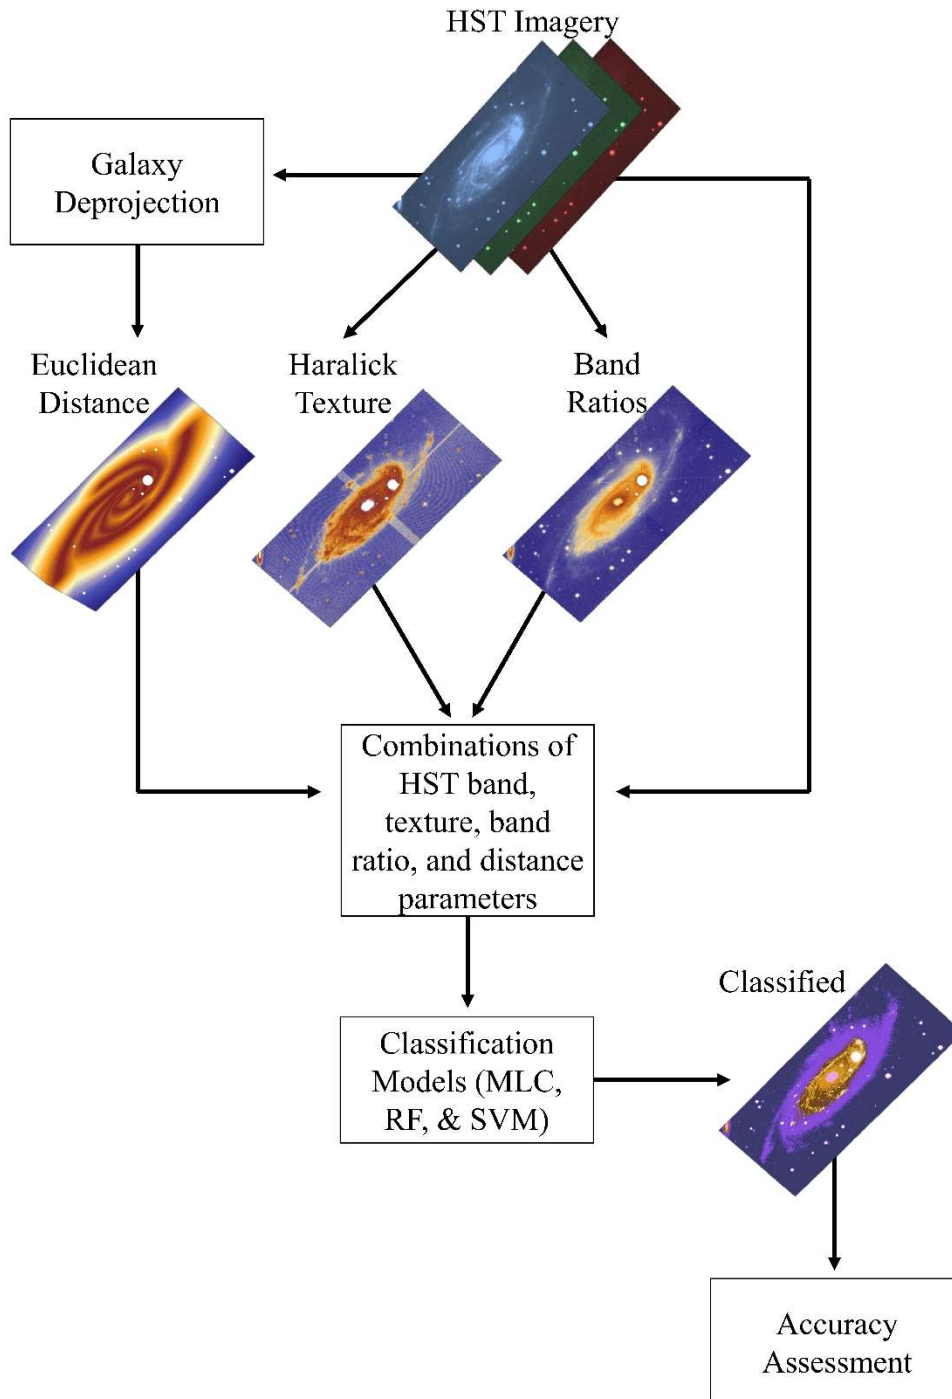 HST Imagery
Galaxy
Deprojection
Euclidean
Distance
Haralick
Texture
Band
Ratios
Combinations of
HST band,
texture, band
ratio, and distance
parameters
Classified
Classification
Models (MLC,
RF, & SVM)
Accuracy
Assessment